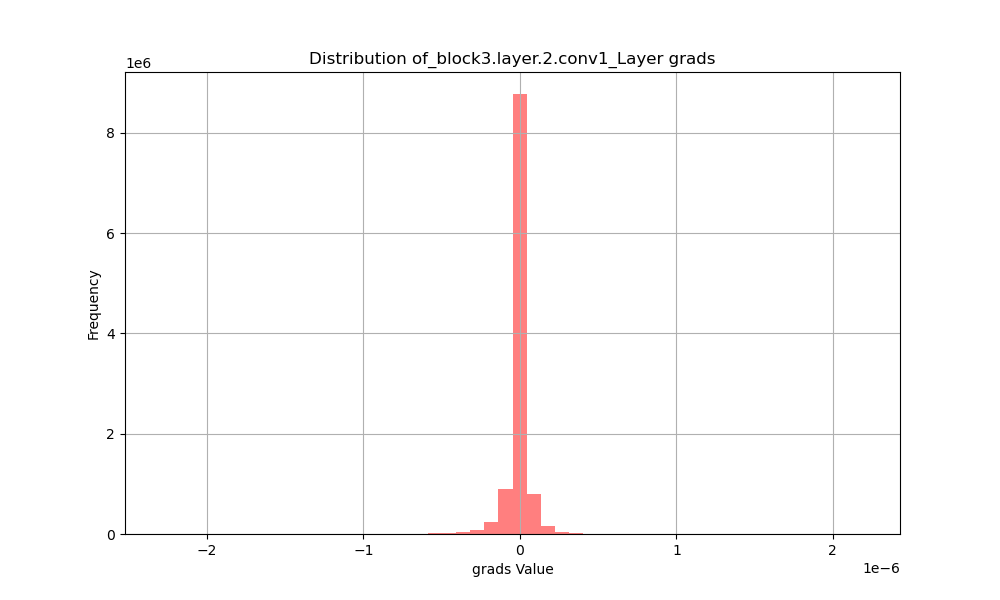 Distribution of_block3.layer.2.conv1_Layer grads
1e6
8
6
4
2
0
Frequency
−2 −1 0 1 2
1e−6
grads Value